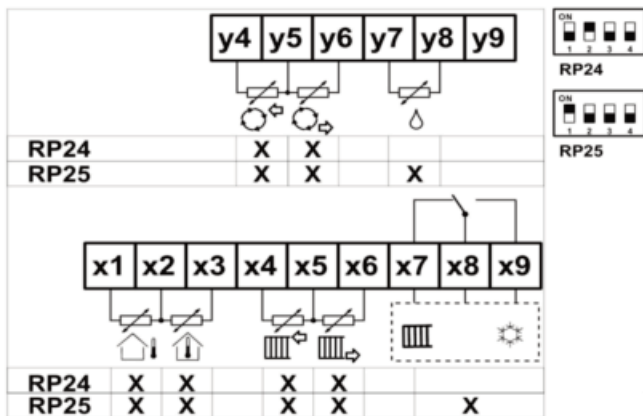 y4 y5 y6 y7 y8 y9
ON
1 2 3 4
RP24
ON
1 2 3 4
RP25
RP24 X X
RP25 X X X
x1 x2 x3 x4 x5 x6 x7 x8 x9
RP24 X X X X
RP25 X X X X X